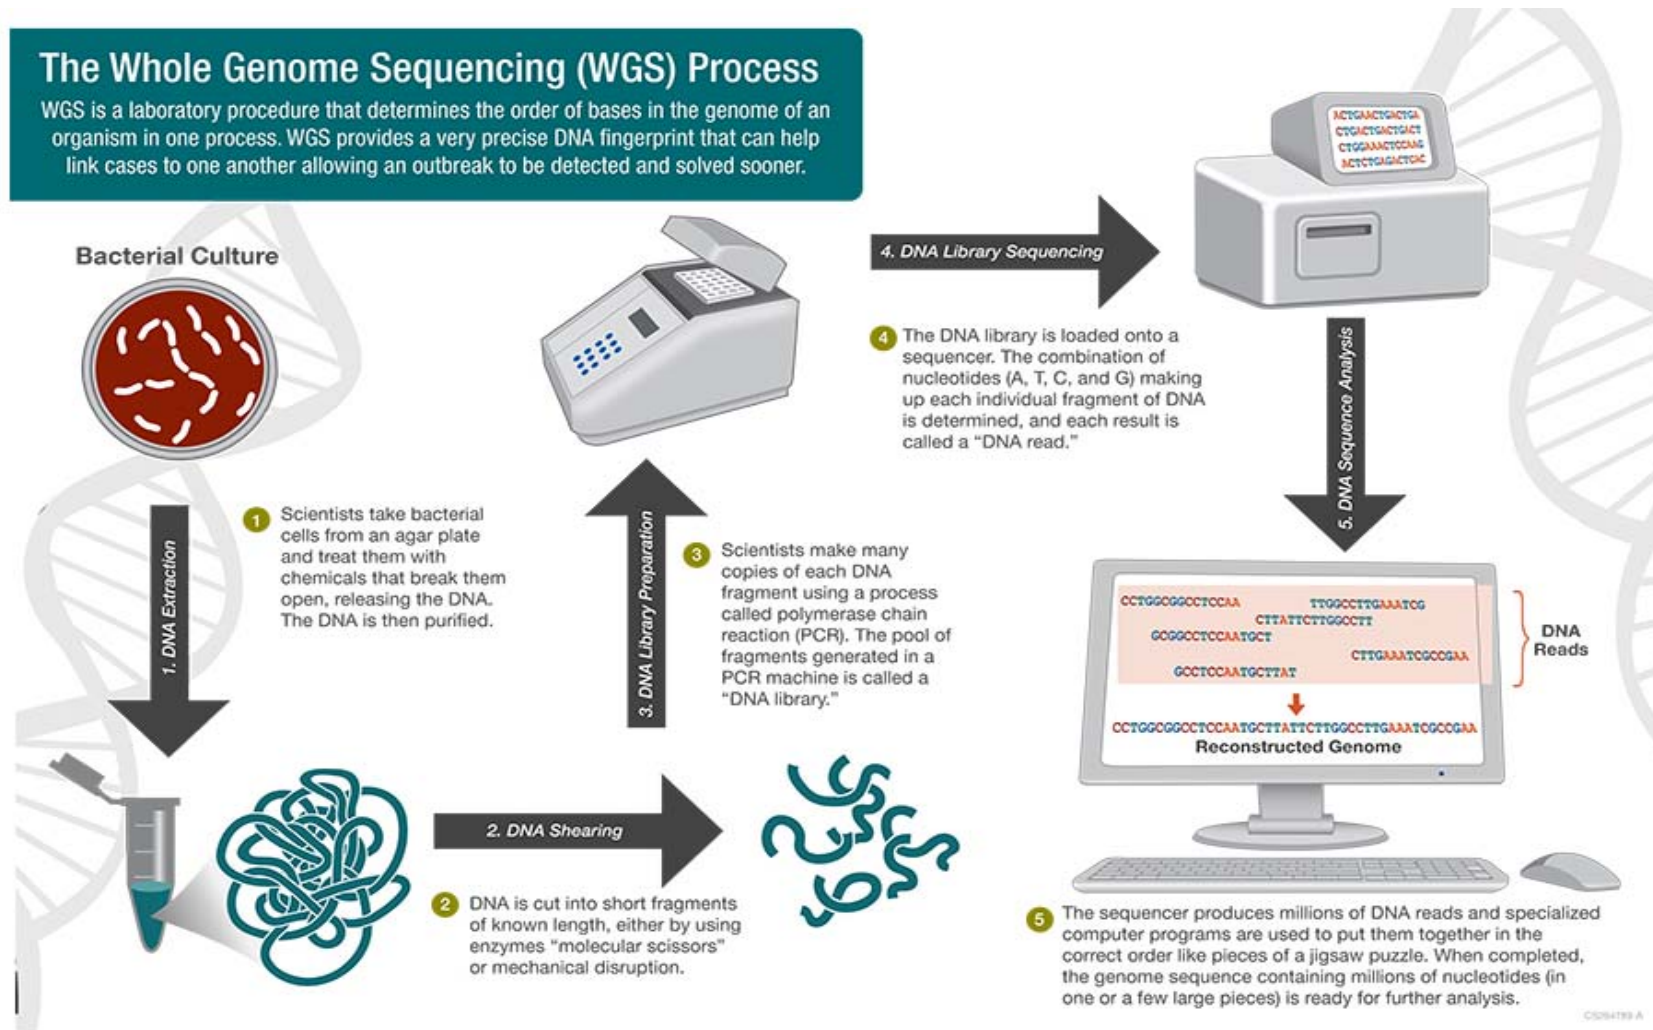 The Whole Genome Sequencing (WGS) Process
WGS is a laboratory procedure that determines the order of bases in the genome of an
organism in one process. WGS provides a very precise DNA fingerprint that can help
link cases to one another allowing an outbreak to be detected and solved sooner.
Bacterial Culture
1. DNA Extraction
1
Scientists take bacterial
cells from an agar plate
and treat them with
chemicals that break them
open, releasing the DNA.
The DNA is then purified.
2. DNA Shearing
2
DNA is cut into short fragments
of known length, either by using
enzymes “molecular scissors”
or mechanical disruption.
3. DNA Library Preparation
3
Scientists make many
copies of each DNA
fragment using a process
called polymerase chain
reaction (PCR). The pool of
fragments generated in a
PCR machine is called a
“DNA library.”
4. DNA Library Sequencing
4
The DNA library is loaded onto a
sequencer. The combination of
nucleotides (A, T, C, and G) making
up each individual fragment of DNA
is determined, and each result is
called a “DNA read.”
ACTGAACTGACTGA
CTGACTGACTGACT
CTGGAAACTCCAAG
ACTCTGAGACTGAC
5. DNA Sequence Analysis
CCTGGCGGCCTCCAA
TTGGCCTTGAAATCG
CTTATTCTTGGCCTT
GCGGCCTCCAATGCT
CTTGAAATCGCCGAA
GCCTCCAATGCTTAT
DNA
Reads
CCTGGCGGCCTCCAATGCTTATTCTTGGCCTTGAAATCGCCGAA
Reconstructed Genome
5
The sequencer produces millions of DNA reads and specialized
computer programs are used to put them together in the
correct order like pieces of a jigsaw puzzle. When completed,
the genome sequence containing millions of nucleotides (in
one or a few large pieces) is ready for further analysis.